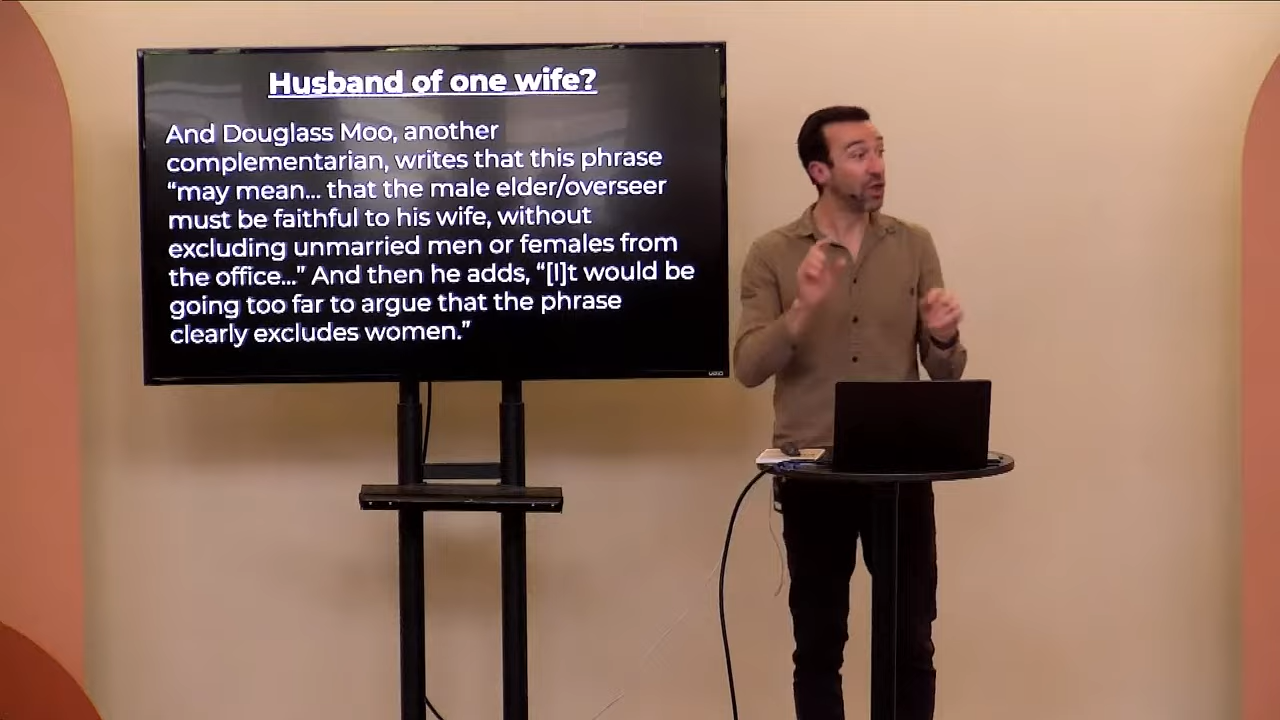 Husband of one wife?
And Douglass Moo, another
complementarian, writes that this phrase
“may mean... that the male elder/overseer
must be faithful to his wife, without
excluding unmarried men or females from
the office...” And then he adds, “[I]t would be
going too far to argue that the phrase
clearly excludes women.”
VIZIO